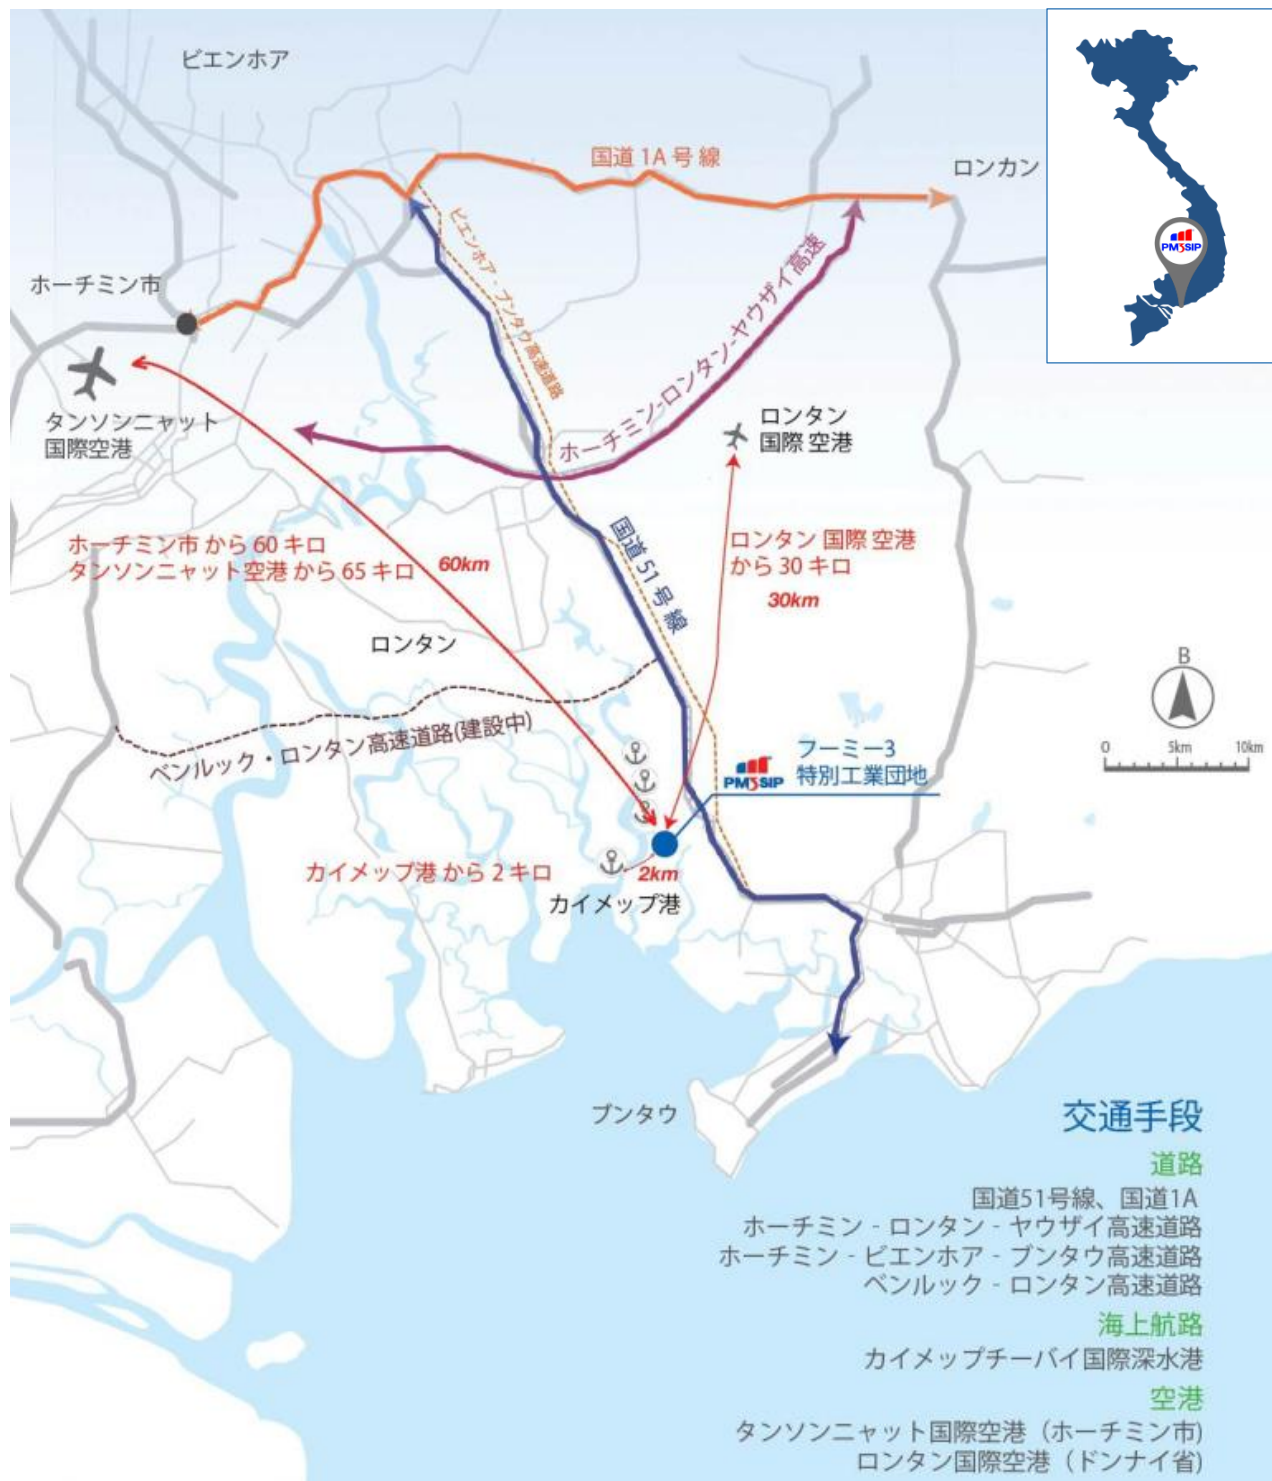 ビエンホア
国道 1A 号 線
ロンカン
PM3SIP
ビエンホア・ブンタウ高速道路
ホーチミン-ロンタン-ヤウザイ高速
ホーチミン市
タンソンニャット
国際空港
ロンタン
国際 空港
ホーチミン市 から 60 キロ
タンソンニャット空港 から 65 キロ
60km
国道 51 号 線
ロンタン 国際 空港
から 30 キロ
30km
ロンタン
ベンルック・ロンタン高速道路(建設中)
B
0 5km 10km
PM3SIP
フーミー3
特別工業団地
カイメップ港 から 2 キロ
2km
カイメップ港
ブンタウ
交通手段
道路
国道51号線、国道1A
ホーチミン - ロンタン - ヤウザイ高速道路
ホーチミン - ビエンホア - ブンタウ高速道路
ベンルック - ロンタン高速道路
海上航路
カイメップチーバイ国際深水港
空港
タンソンニャット国際空港（ホーチミン市)
ロンタン国際空港（ドンナイ省)